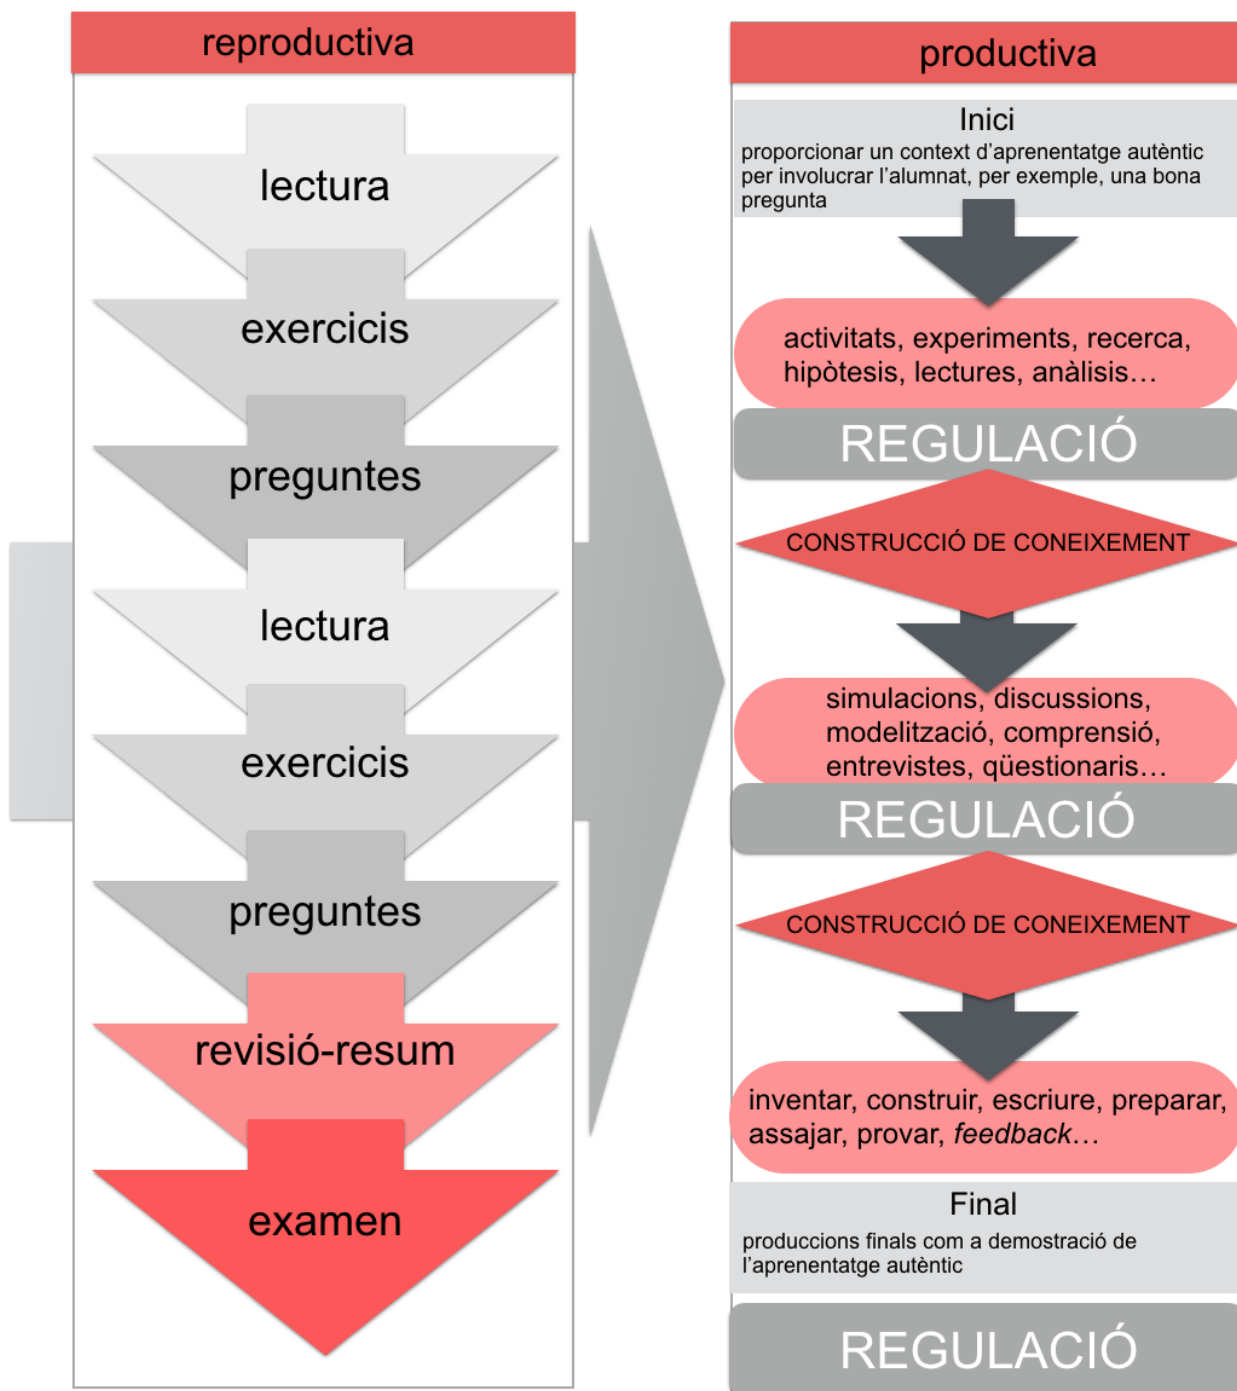 reproductiva
lectura
exercicis
preguntes
lectura
exercicis
preguntes
revisió-resum
examen
productiva
Inici
proporcionar un context d’aprenentatge autèntic
per involucrar l’alumnat, per exemple, una bona
pregunta
activitats, experiments, recerca,
hipòtesis, lectures, anàlisis…
REGULACIÓ
CONSTRUCCIÓ DE CONEIXEMENT
simulacions, discussions,
modelització, comprensió,
entrevistes, qüestionaris…
REGULACIÓ
CONSTRUCCIÓ DE CONEIXEMENT
inventar, construir, escriure, preparar,
assajar, provar, feedback…
Final
produccions finals com a demostració de
l’aprenentatge autèntic
REGULACIÓ